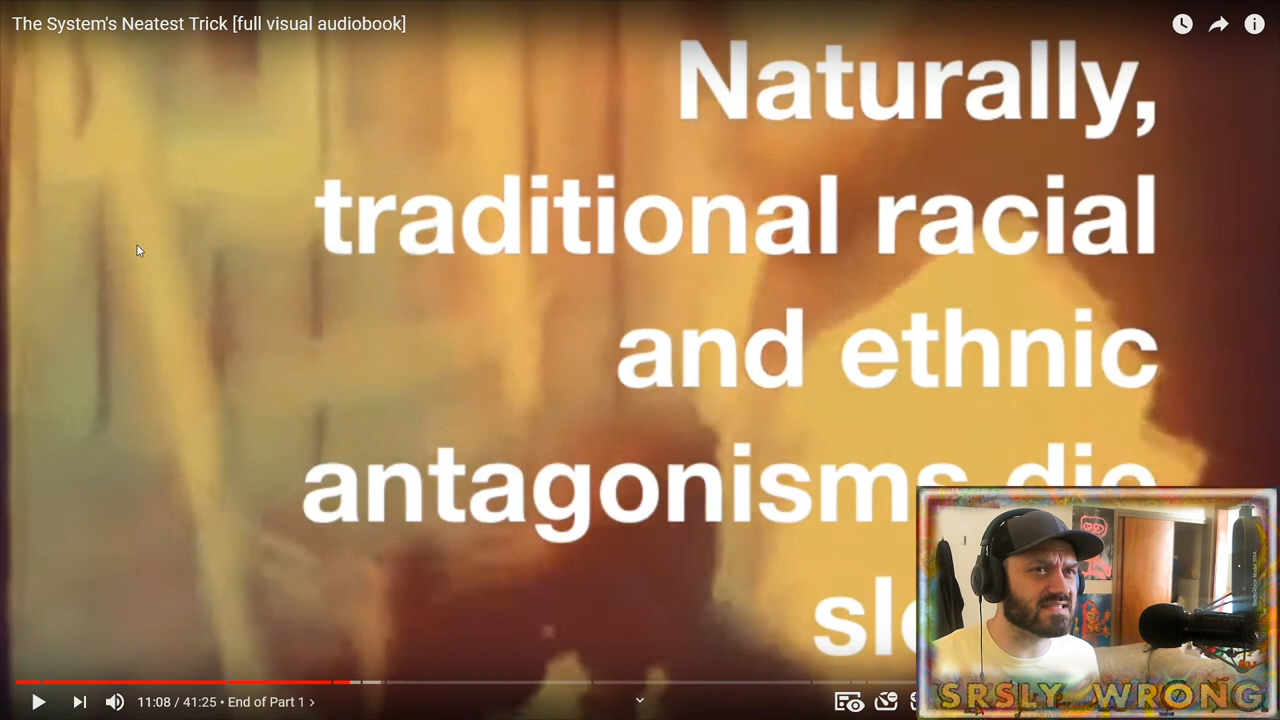 The System's Neatest Trick [full visual audiobook]
Naturally,
traditional racial
and ethnic
antagonisms die
11:08 / 41:25 • End of Part 1 ›
SRSLY WRONG